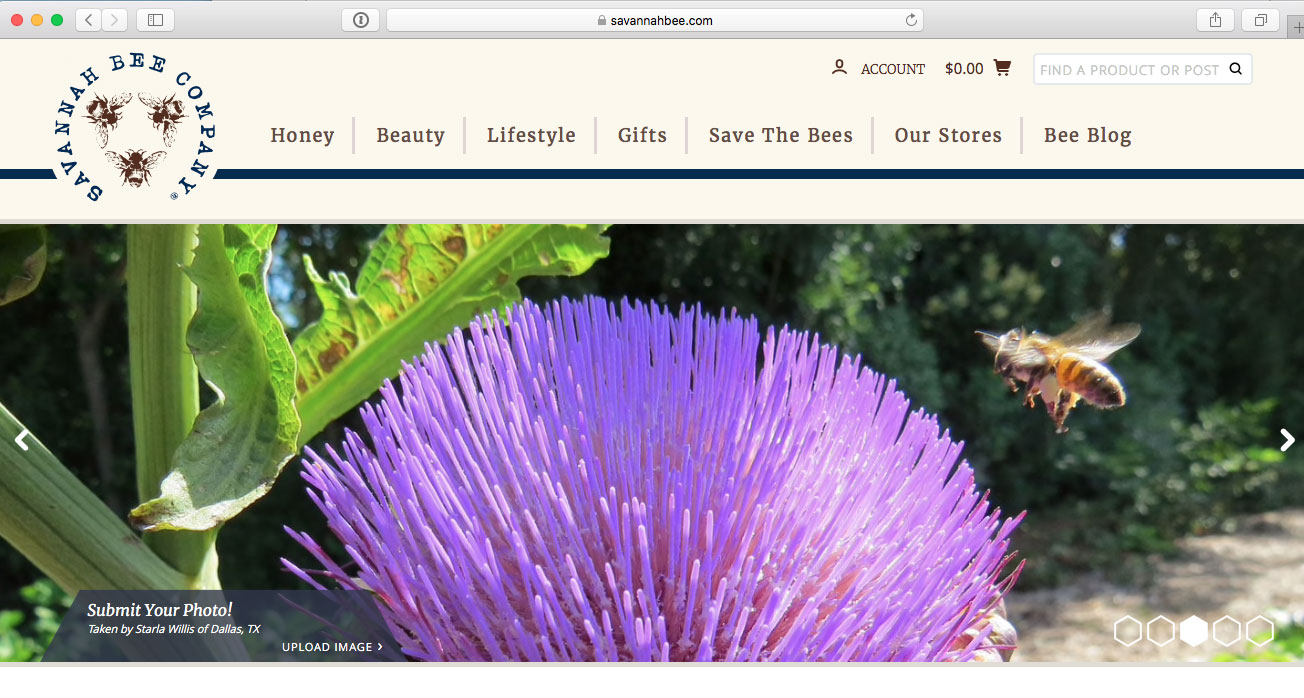 savannahbee.com
SAVANNAH BEE COMPANY®
ACCOUNT $0.00 FIND A PRODUCT OR POST
Honey Beauty Lifestyle Gifts Save The Bees Our Stores Bee Blog
Submit Your Photo!
Taken by Starla Willis of Dallas, TX
UPLOAD IMAGE >